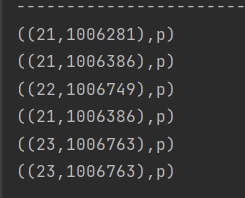 -----------------------
((21,1006281),p)
((21,1006386),p)
((22,1006749),p)
((21,1006386),p)
((23,1006763),p)
((23,1006763),p)